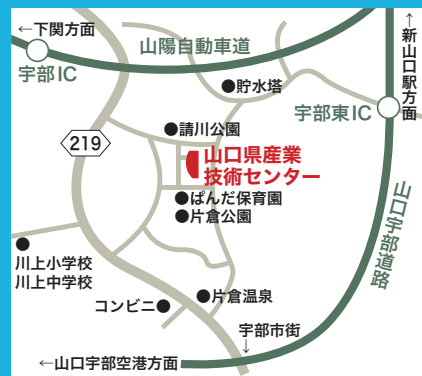 ←下関方面
山陽自動車道
宇部IC
↑新山口駅方面
●貯水塔
宇部東IC
●請川公園
219
山口県産業
技術センター
●ぱんだ保育園
●片倉公園
山口宇部道路
●
川上小学校
川上中学校
●片倉温泉
コンビニ●
宇部市街
↓
←山口宇部空港方面